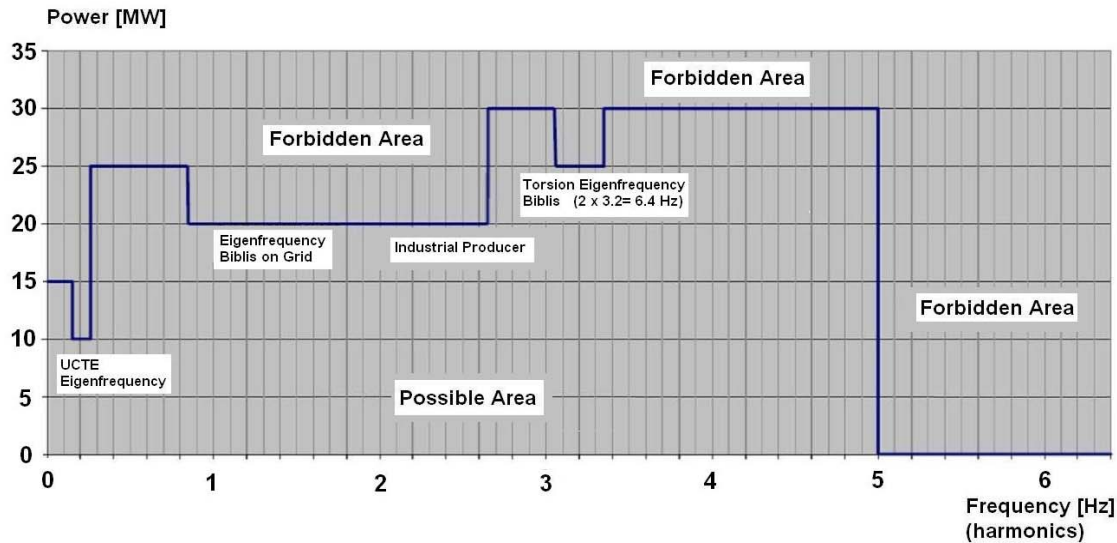 Power [MW]
35
30
25
20
15
10
5
0
Forbidden Area
Forbidden Area
Torsion Eigenfrequency
Biblis (2 x 3.2= 6.4 Hz)
Eigenfrequency
Biblis on Grid
Industrial Producer
Forbidden Area
UCTE
Eigenfrequency
Possible Area
0 1 2 3 4 5 6
Frequency [Hz]
(harmonics)